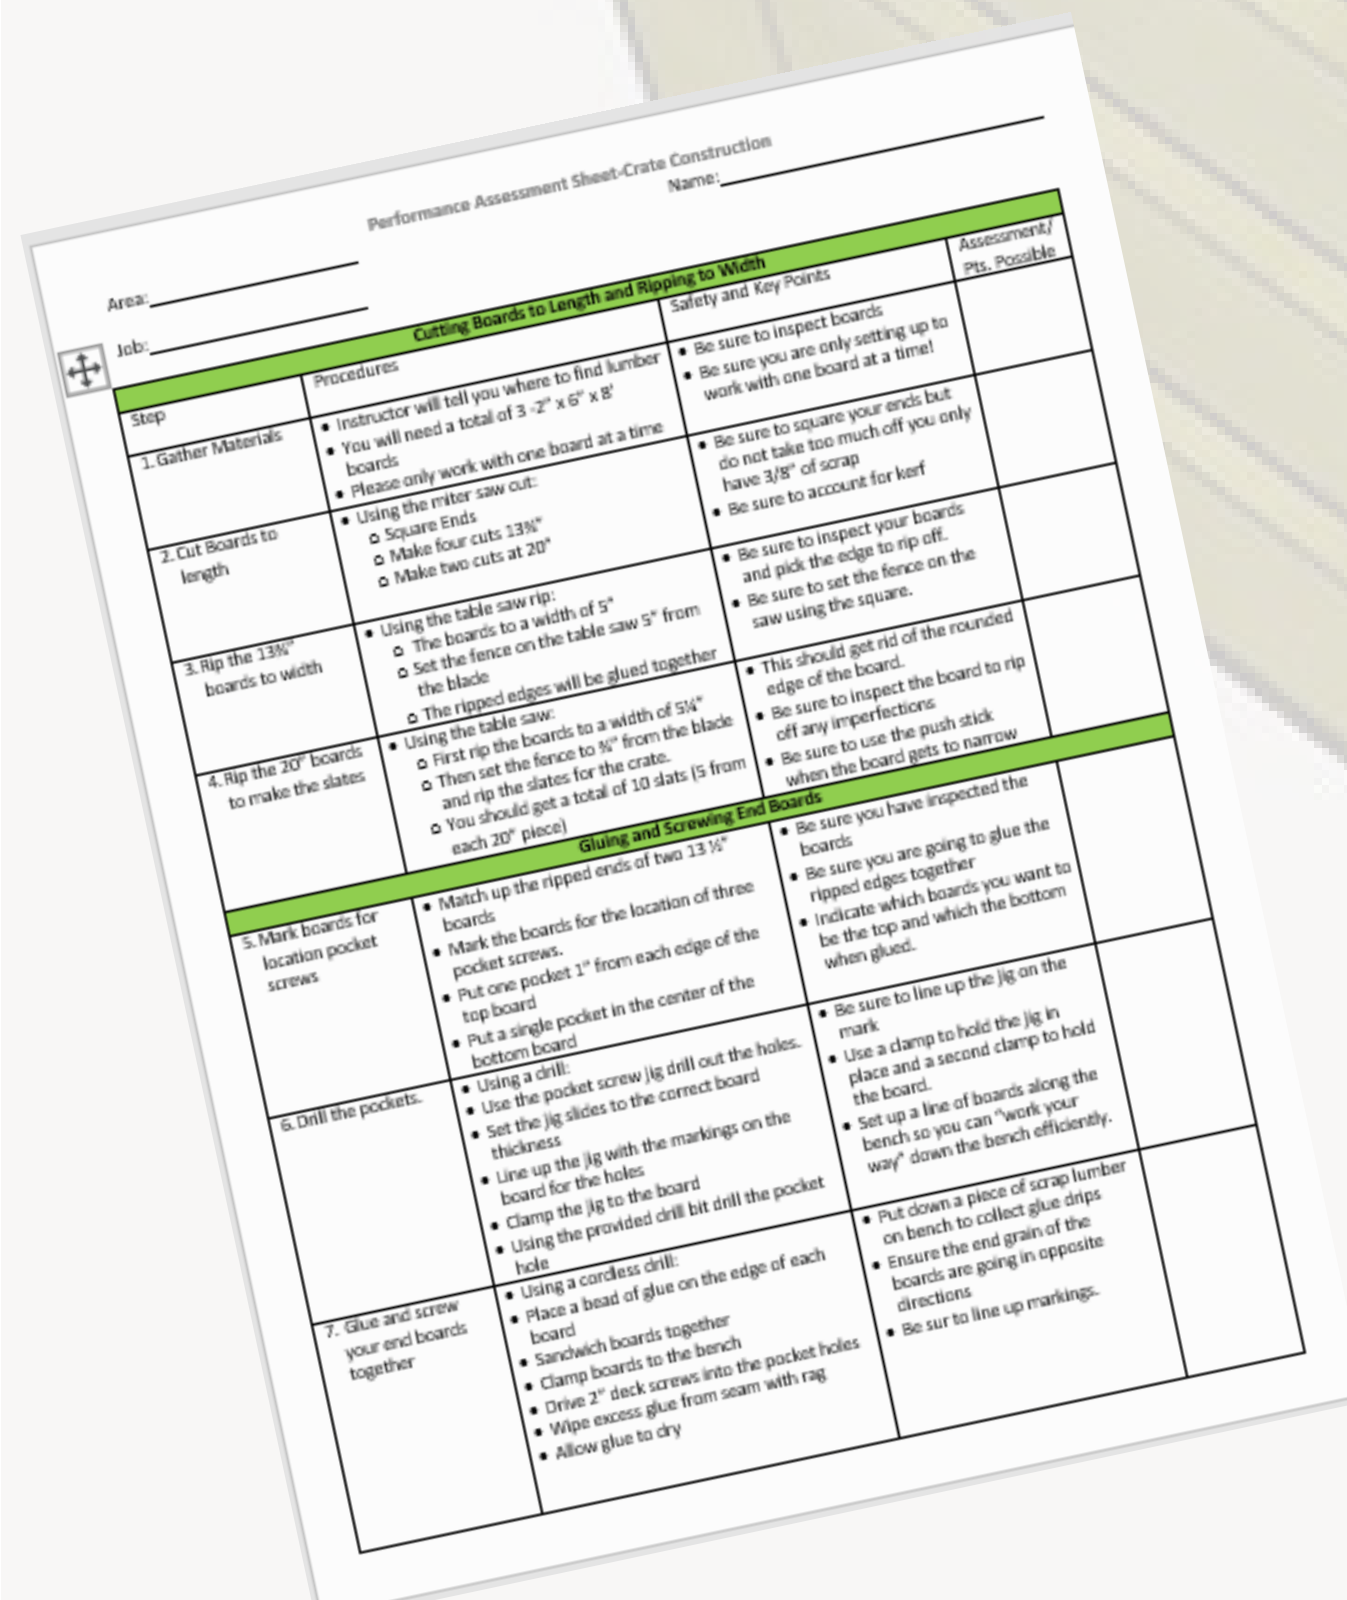 Performance Assessment Sheet-Crate Construction
Name:
Area:
Job:
Cutting Boards to Length and Ripping to Width
Step
Procedures
Safety and Key Points
Assessment/
Pts. Possible
1. Gather Materials
• Instructor will tell you where to find lumber
• You will need a total of 3 -2" x 6" x 8'
boards
• Please only work with one board at a time
• Be sure to inspect boards
• Be sure you are only setting up to
work with one board at a time!
2. Cut Boards to
length
• Using the miter saw cut:
o Square Ends
o Make four cuts 13¾"
o Make two cuts at 20"
• Be sure to square your ends but
do not take too much off you only
have 3/8" of scrap
• Be sure to account for kerf
3. Rip the 13¾"
boards to width
• Using the table saw rip:
o The boards to a width of 5"
o Set the fence on the table saw 5" from
the blade
o The ripped edges will be glued together
• Be sure to inspect your boards
and pick the edge to rip off.
• Be sure to set the fence on the
saw using the square.
4. Rip the 20" boards
to make the slates
• Using the table saw:
o First rip the boards to a width of 5¼"
o Then set the fence to ¾" from the blade
and rip the slates for the crate.
o You should get a total of 10 slats (5 from
each 20" piece)
• This should get rid of the rounded
edge of the board.
• Be sure to inspect the board to rip
off any imperfections
• Be sure to use the push stick
when the board gets to narrow
Gluing and Screwing End Boards
5. Mark boards for
location pocket
screws
• Match up the ripped ends of two 13 ½"
boards
• Mark the boards for the location of three
pocket screws.
• Put one pocket 1" from each edge of the
top board
• Put a single pocket in the center of the
bottom board
• Be sure you have inspected the
boards
• Be sure you are going to glue the
ripped edges together
• Indicate which boards you want to
be the top and which the bottom
when glued.
6. Drill the pockets.
• Using a drill:
• Use the pocket screw jig drill out the holes.
• Set the jig slides to the correct board
thickness
• Line up the jig with the markings on the
board for the holes
• Clamp the jig to the board
• Using the provided drill bit drill the pocket
hole
• Be sure to line up the jig on the
mark
• Use a clamp to hold the jig in
place and a second clamp to hold
the board.
• Set up a line of boards along the
bench so you can "work your
way" down the bench efficiently.
7. Glue and screw
your end boards
together
• Using a cordless drill:
• Place a bead of glue on the edge of each
board
• Sandwich boards together
• Clamp boards to the bench
• Drive 2" deck screws into the pocket holes
• Wipe excess glue from seam with rag
• Allow glue to dry
• Put down a piece of scrap lumber
on bench to collect glue drips
• Ensure the end grain of the
boards are going in opposite
directions
• Be sur to line up markings.